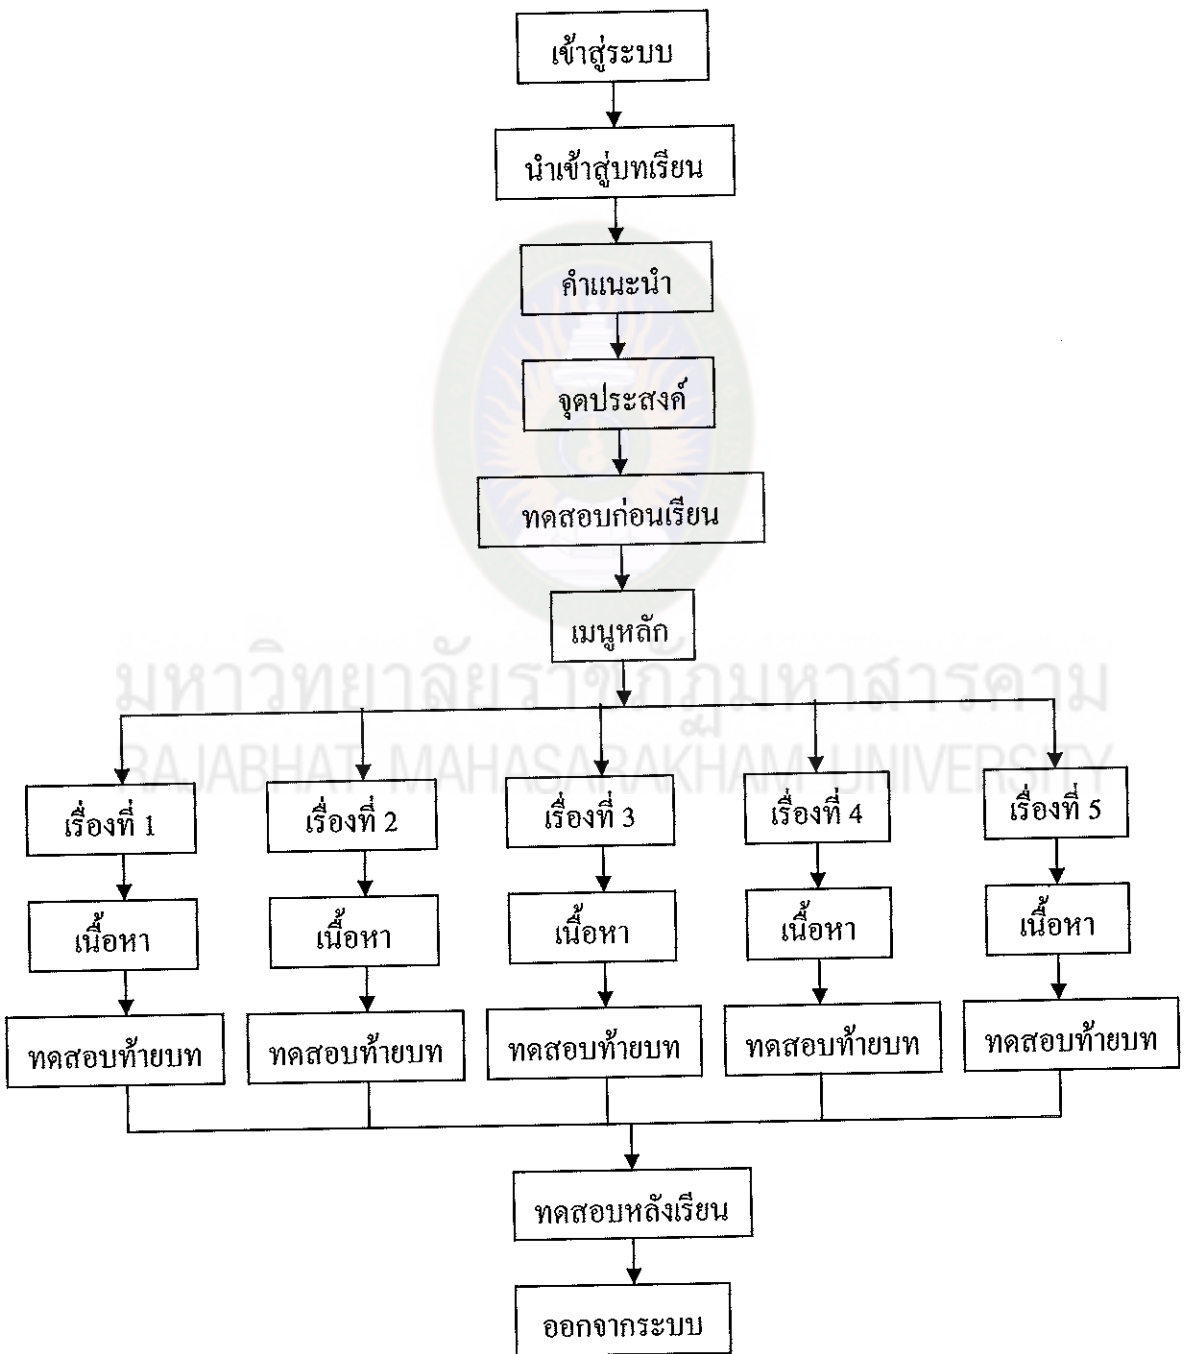 เข้าสู่ระบบ
นำเข้าสู่บทเรียน
คำแนะนำ
จุดประสงค์
ทดสอบก่อนเรียน
เมนูหลัก
มหาวิทยาลัยราชภัฏมหาสารคาม
RAJABHAT MAHASARAKHAM UNIVERSITY
เรื่องที่ 1 เรื่องที่ 2 เรื่องที่ 3 เรื่องที่ 4 เรื่องที่ 5
เนื้อหา เนื้อหา เนื้อหา เนื้อหา เนื้อหา
ทดสอบท้ายบท ทดสอบท้ายบท ทดสอบท้ายบท ทดสอบท้ายบท ทดสอบท้ายบท
ทดสอบหลังเรียน
ออกจากระบบ